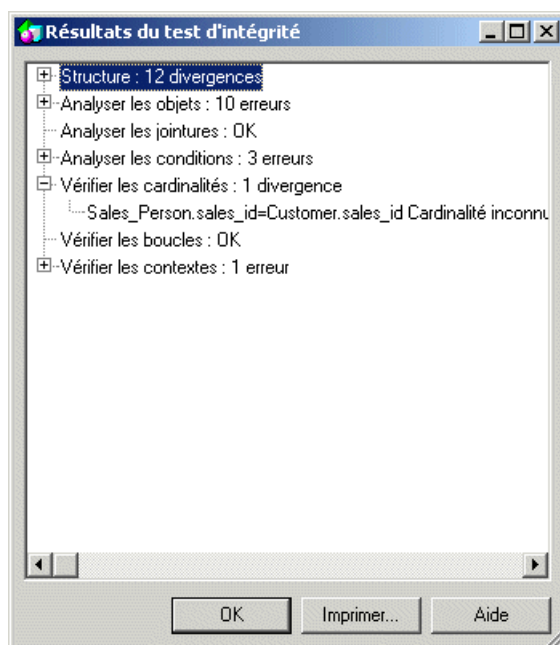 Résultats du test d'intégrité
Structure : 12 divergences
Analyser les objets : 10 erreurs
Analyser les jointures : OK
Analyser les conditions : 3 erreurs
Vérifier les cardinalités : 1 divergence
Sales_Person.sales_id=Customer.sales_id Cardinalité inconnu
Vérifier les boucles : OK
Vérifier les contextes : 1 erreur
OK Imprimer... Aide